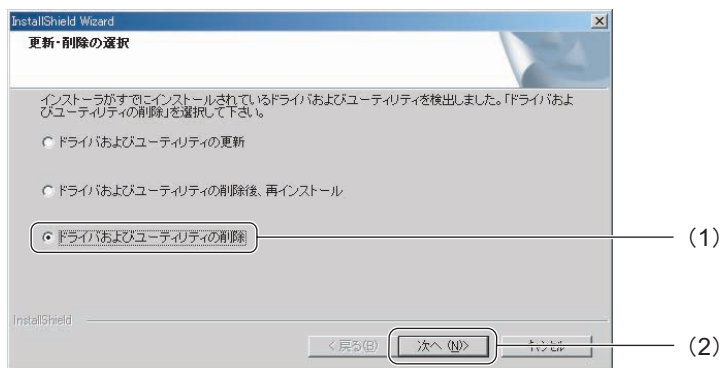 InstallShield Wizard
更新・削除の選択
インストーラがすでにインストールされているドライバおよびユーティリティを検出しました。「ドライバおよ
びユーティリティの削除」を選択して下さい。
ドライバおよびユーティリティの更新
ドライバおよびユーティリティの削除後、再インストール
ドライバおよびユーティリティの削除
(1)
InstallShield
< 戻る(B) 次へ (N)> キャンセル
(2)